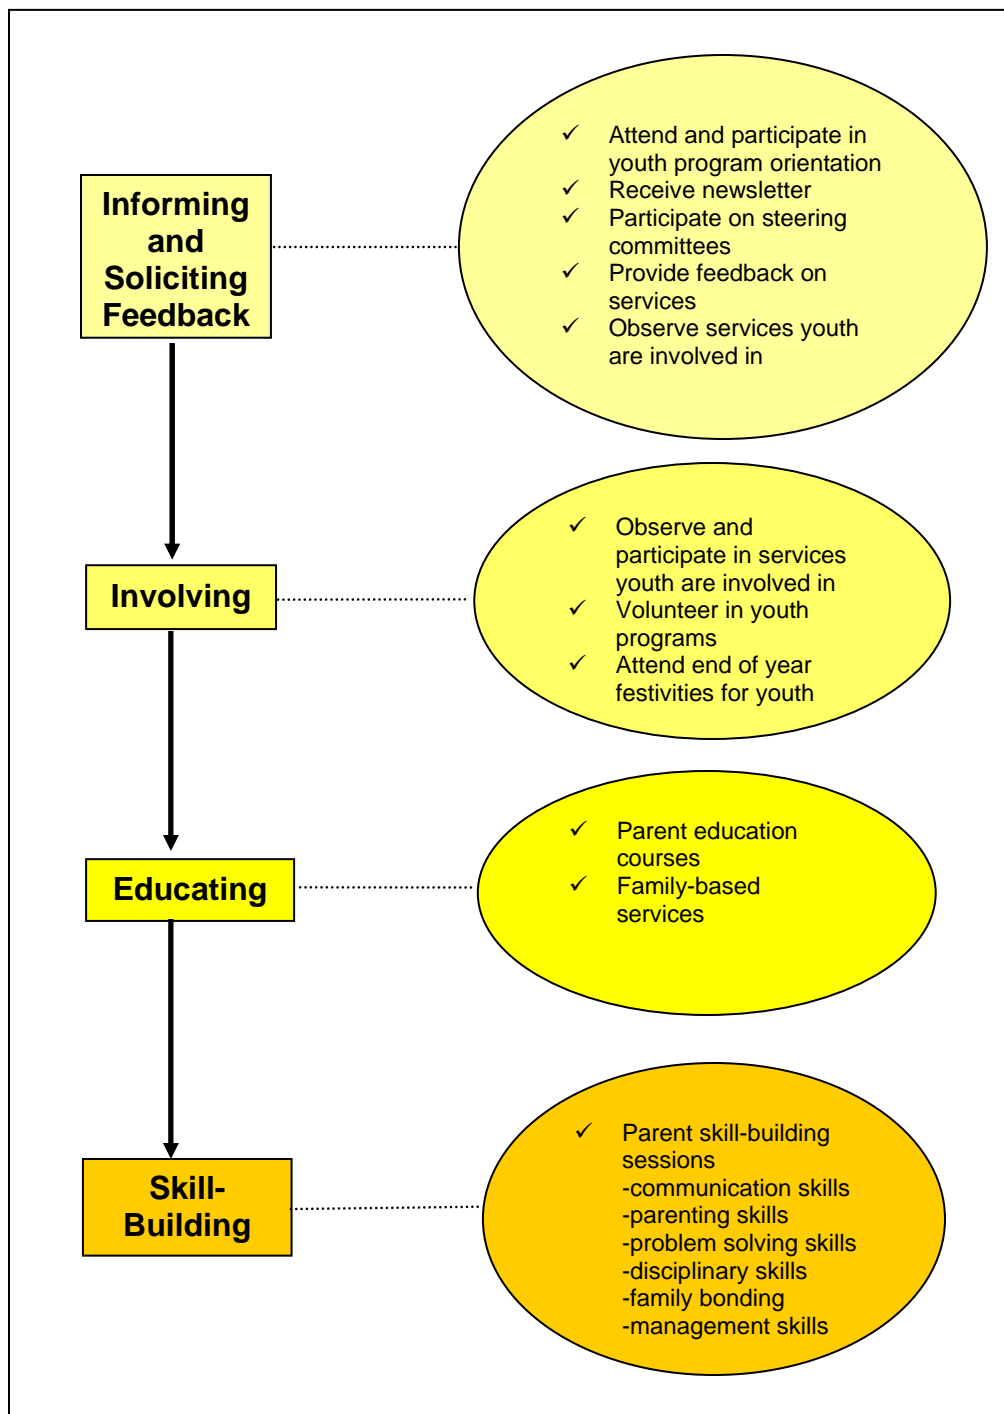 Informing
and
Soliciting
Feedback
✓ Attend and participate in
youth program orientation
✓ Receive newsletter
✓ Participate on steering
committees
✓ Provide feedback on
services
✓ Observe services youth
are involved in
Involving
✓ Observe and
participate in services
youth are involved in
✓ Volunteer in youth
programs
✓ Attend end of year
festivities for youth
Educating
✓ Parent education
courses
✓ Family-based
services
Skill-
Building
✓ Parent skill-building
sessions
-communication skills
-parenting skills
-problem solving skills
-disciplinary skills
-family bonding
-management skills